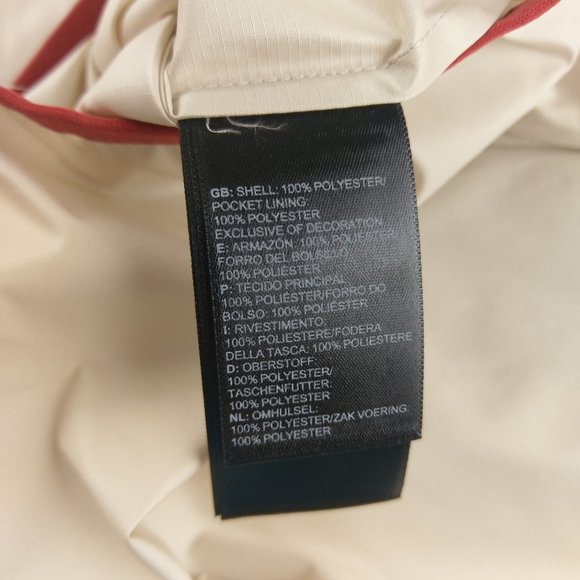 GB: SHELL: 100% POLYESTER/
POCKET LINING:
100% POLYESTER
EXCLUSIVE OF DECORATION
E: ARMAZÓN: 100% POLIÉSTER/
FORRO DEL BOLSILLO:
100% POLIÉSTER
P: TECIDO PRINCIPAL:
100% POLIÉSTER/FORRO DO
BOLSO: 100% POLIÉSTER
I: RIVESTIMENTO:
100% POLIESTERE/FODERA
DELLA TASCA: 100% POLIESTERE
D: OBERSTOFF:
100% POLYESTER/
TASCHENFUTTER:
100% POLYESTER
NL: OMHULSEL:
100% POLYESTER/ZAK VOERING:
100% POLYESTER